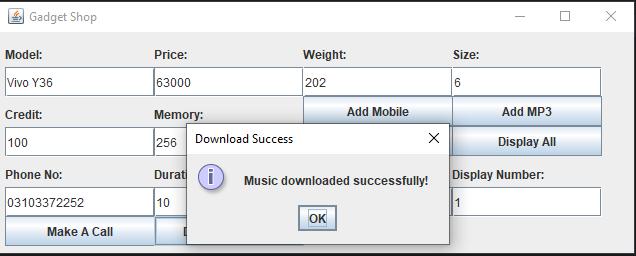 Gadget Shop
Model: Price: Weight: Size:
Vivo Y36 63000 202 6
Credit: Memory: Add Mobile Add MP3
100 256 Display All
Download Success
Music downloaded successfully!
OK
Phone No: Display Number:
03103372252 10 1
Make A Call